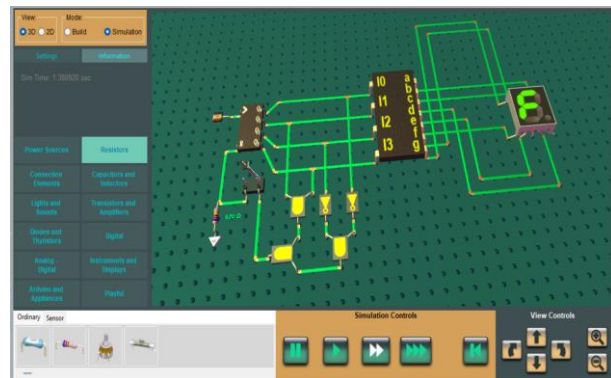 View:
Mode:
3D
2D
Build
Simulation
Settings
Information
Sim Time: 1.380920 sec
Power Sources
Resistors
Connection Elements
Capacitors and Inductors
Lights and Sounds
Transistors and Amplifiers
Diodes and Thyristors
Digital
Analog - Digital
Instruments and Displays
Arduino and Appliances
Playful
I0
I1
I2
I3
a
b
c
d
e
f
g
Ordinary
Sensor
Simulation Controls
View Controls